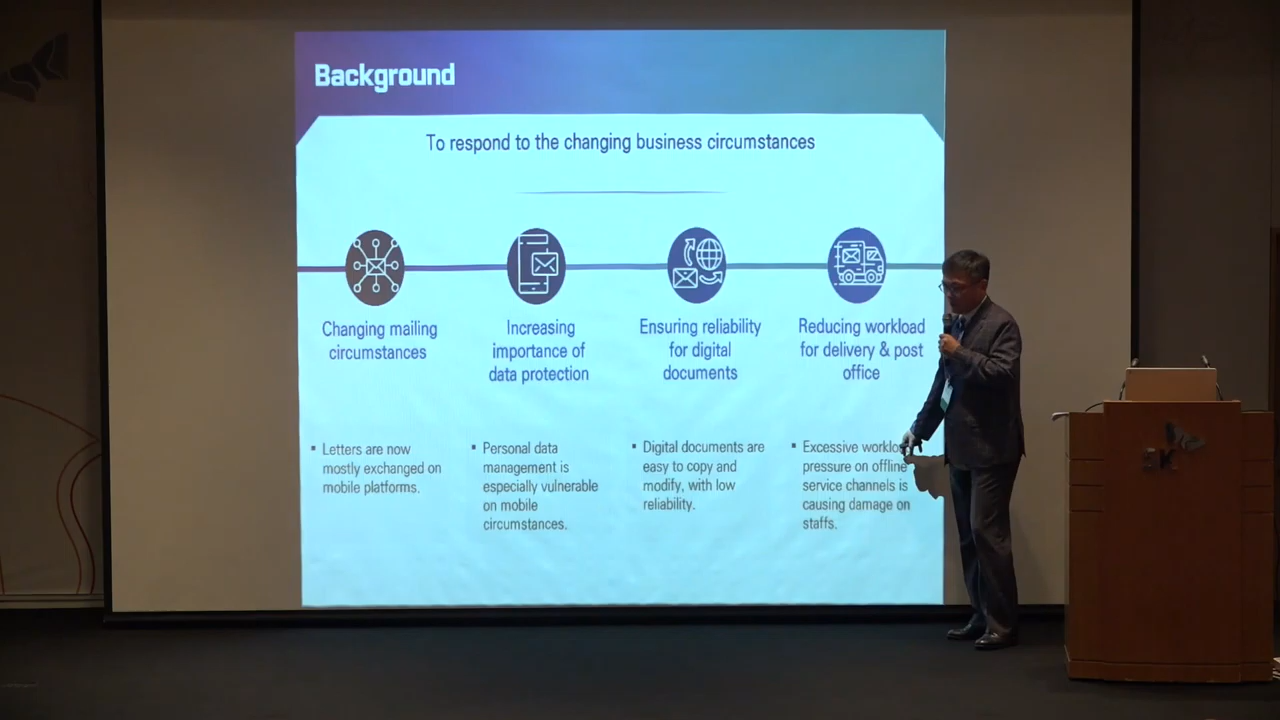 Background
To respond to the changing business circumstances
Changing mailing
circumstances
Increasing
importance of
data protection
Ensuring reliability
for digital
documents
Reducing workload
for delivery & post
office
▪ Letters are now
mostly exchanged on
mobile platforms.
▪ Personal data
management is
especially vulnerable
on mobile
circumstances.
▪ Digital documents are
easy to copy and
modify, with low
reliability.
▪ Excessive workload
pressure on offline
service channels is
causing damage on
staffs.
SK